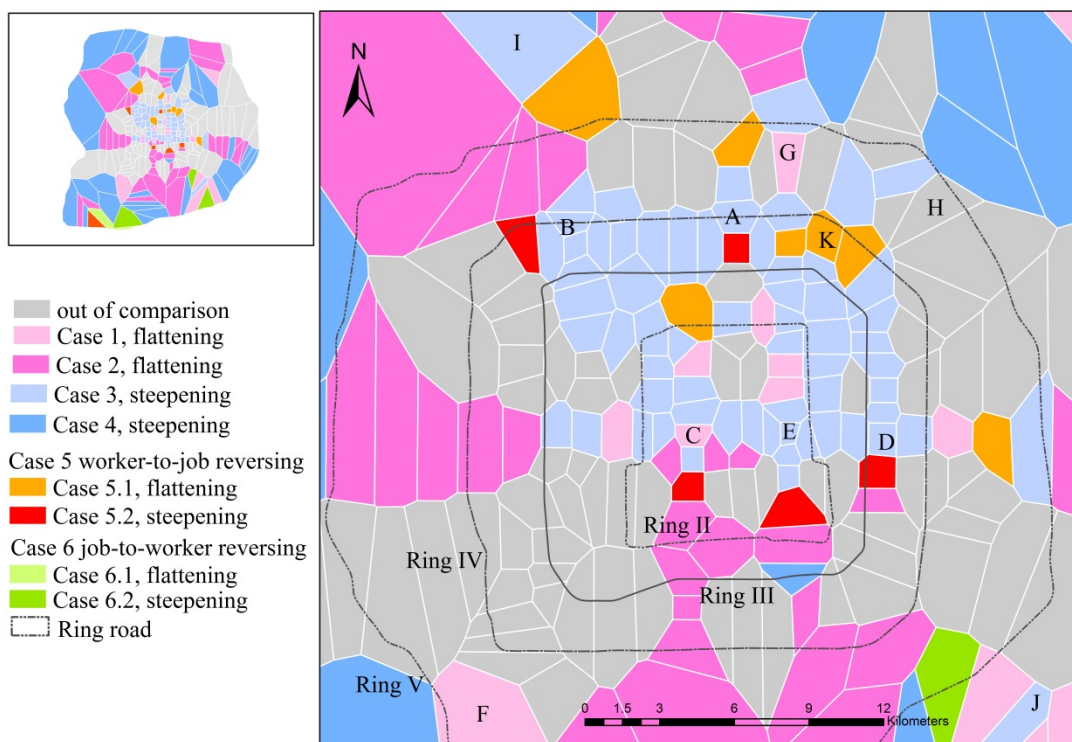 N
I
G
H
A
B
K
C
E
D
Ring II
Ring IV
Ring III
Ring V
F
J
0 1.5 3 6 9 12
Kilometers
out of comparison
Case 1, flattening
Case 2, flattening
Case 3, steepening
Case 4, steepening
Case 5 worker-to-job reversing
Case 5.1, flattening
Case 5.2, steepening
Case 6 job-to-worker reversing
Case 6.1, flattening
Case 6.2, steepening
Ring road